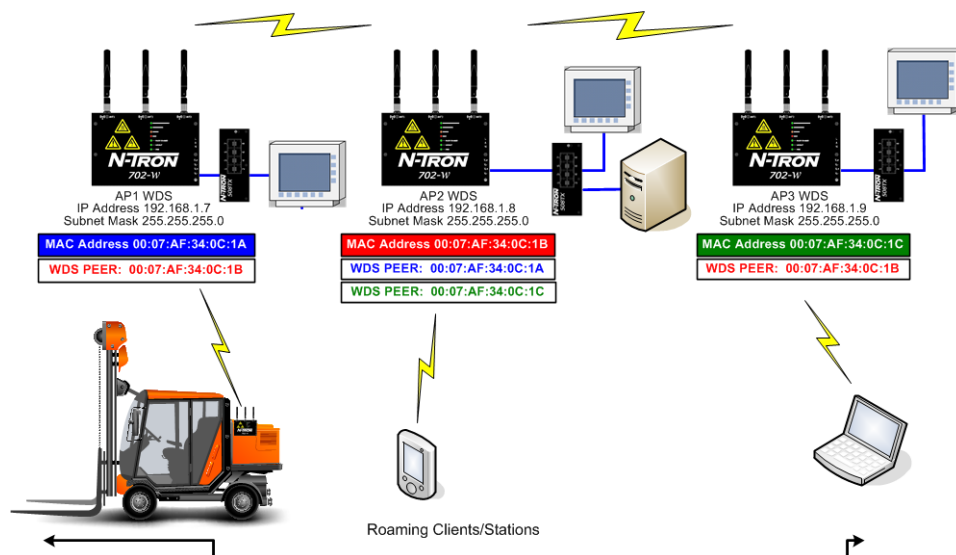 N-TRON
702-W
N-TRON
508TX
AP1 WDS
IP Address 192.168.1.7
Subnet Mask 255.255.255.0
MAC Address 00:07:AF:34:0C:1A
WDS PEER: 00:07:AF:34:0C:1B
N-TRON
702-W
N-TRON
AP2 WDS
IP Address 192.168.1.8
Subnet Mask 255.255.255.0
MAC Address 00:07:AF:34:0C:1B
WDS PEER: 00:07:AF:34:0C:1A
WDS PEER: 00:07:AF:34:0C:1C
N-TRON
702-W
N-TRON
AP3 WDS
IP Address 192.168.1.9
Subnet Mask 255.255.255.0
MAC Address 00:07:AF:34:0C:1C
WDS PEER: 00:07:AF:34:0C:1B
N-TRON
Roaming Clients/Stations